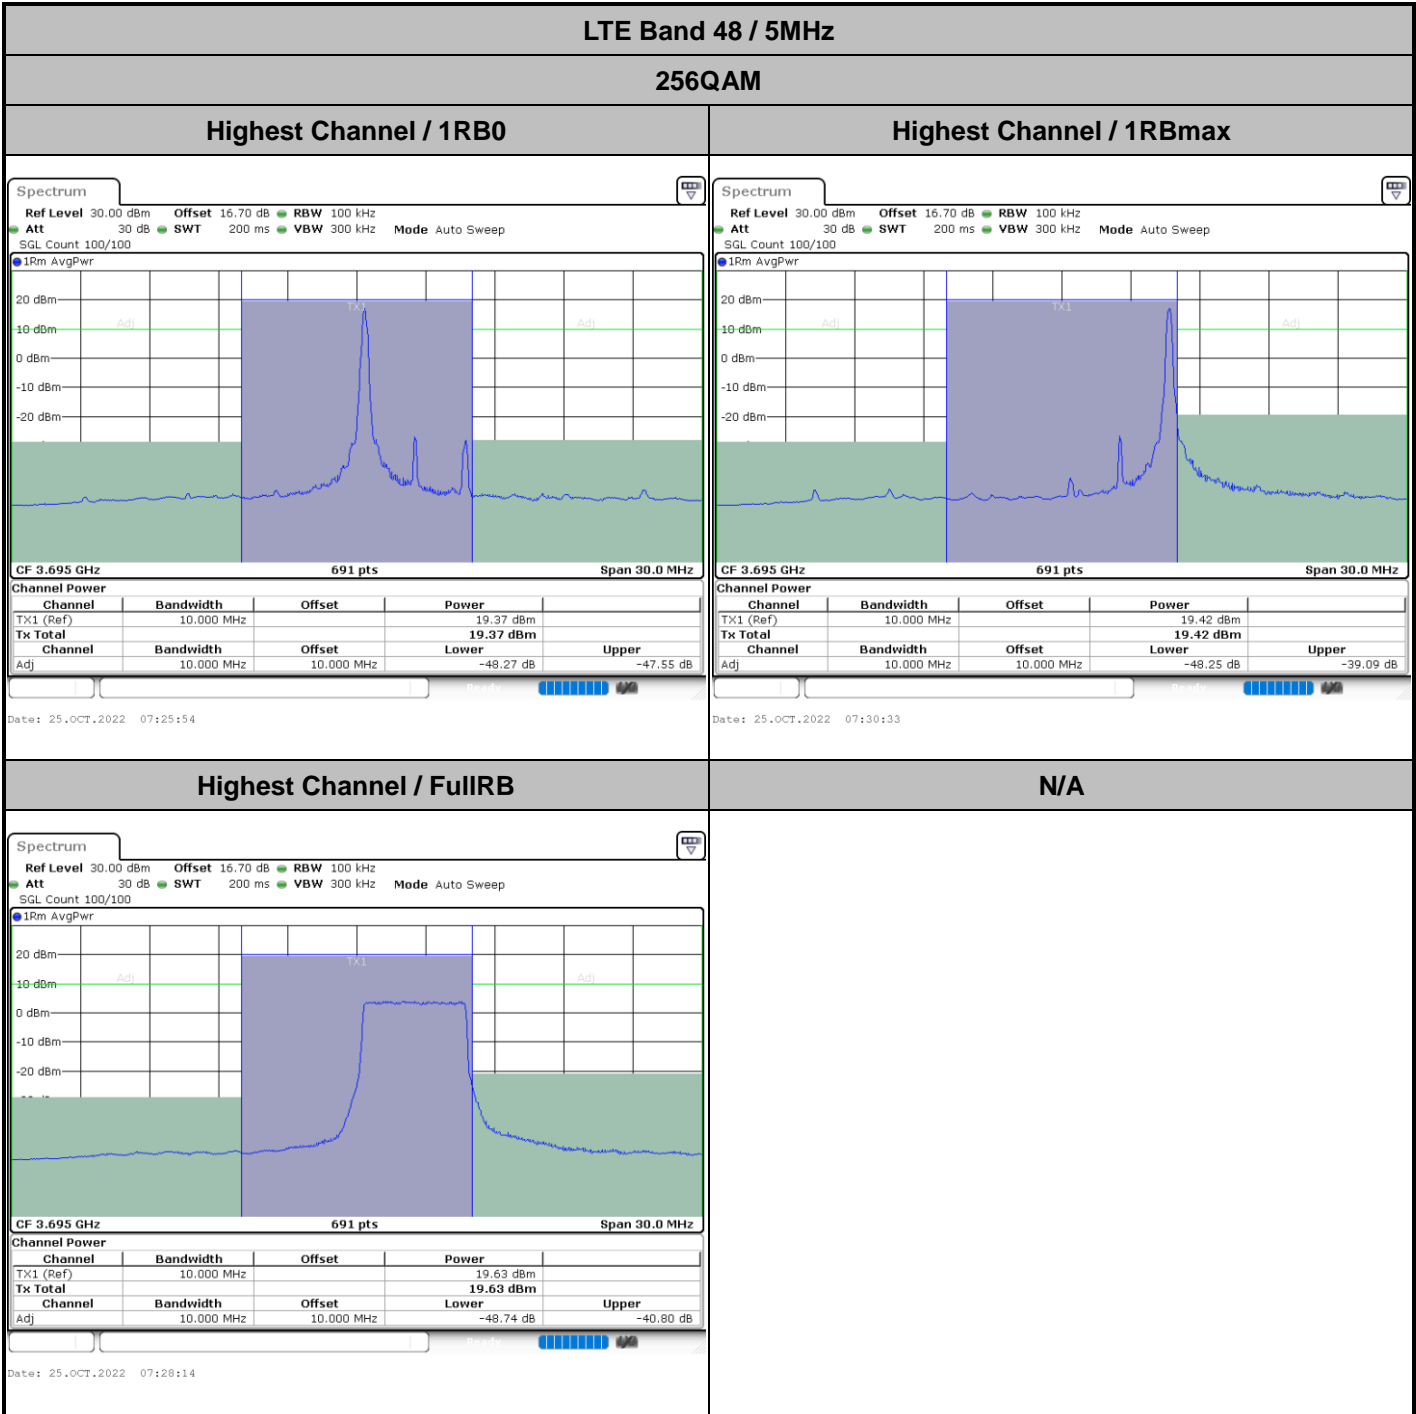 LTE Band 48 / 5MHz
256QAM
Highest Channel / 1RB0
Highest Channel / 1RBmax
Spectrum
Ref Level 30.00 dBm Offset 16.70 dB RBW 100 kHz
Att 30 dB SWT 200 ms VBW 300 kHz Mode Auto Sweep
SGL Count 100/100
1Rm AvgPwr
TX1
20 dBm
Adj
Adj
10 dBm
0 dBm
-10 dBm
-20 dBm
CF 3.695 GHz 691 pts Span 30.0 MHz
Channel Power
Channel Bandwidth Offset Power
TX1 (Ref) 10.000 MHz 19.37 dBm
Tx Total 19.37 dBm
Channel Bandwidth Offset Lower Upper
Adj 10.000 MHz 10.000 MHz -48.27 dB -47.55 dB
Ready
Date: 25.OCT.2022 07:25:54
Spectrum
Ref Level 30.00 dBm Offset 16.70 dB RBW 100 kHz
Att 30 dB SWT 200 ms VBW 300 kHz Mode Auto Sweep
SGL Count 100/100
1Rm AvgPwr
TX1
20 dBm
Adj
Adj
10 dBm
0 dBm
-10 dBm
-20 dBm
CF 3.695 GHz 691 pts Span 30.0 MHz
Channel Power
Channel Bandwidth Offset Power
TX1 (Ref) 10.000 MHz 19.42 dBm
Tx Total 19.42 dBm
Channel Bandwidth Offset Lower Upper
Adj 10.000 MHz 10.000 MHz -48.25 dB -39.09 dB
Ready
Date: 25.OCT.2022 07:30:33
Highest Channel / FullRB
N/A
Spectrum
Ref Level 30.00 dBm Offset 16.70 dB RBW 100 kHz
Att 30 dB SWT 200 ms VBW 300 kHz Mode Auto Sweep
SGL Count 100/100
1Rm AvgPwr
TX1
20 dBm
Adj
Adj
10 dBm
0 dBm
-10 dBm
-20 dBm
CF 3.695 GHz 691 pts Span 30.0 MHz
Channel Power
Channel Bandwidth Offset Power
TX1 (Ref) 10.000 MHz 19.63 dBm
Tx Total 19.63 dBm
Channel Bandwidth Offset Lower Upper
Adj 10.000 MHz 10.000 MHz -48.74 dB -40.80 dB
Ready
Date: 25.OCT.2022 07:28:14